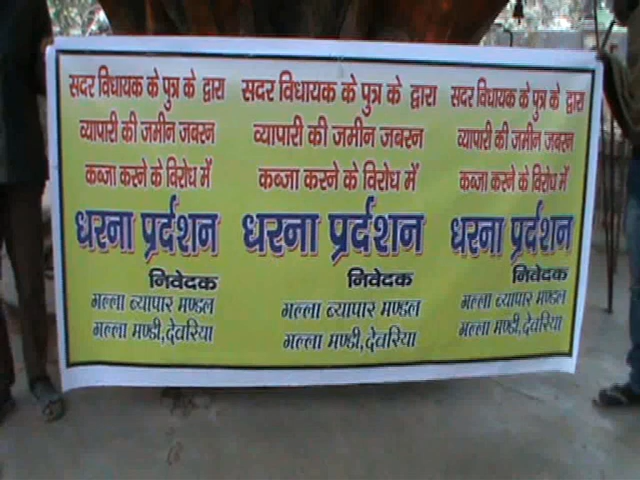 सदर विधायक के पुत्र के द्वारा
व्यापारी की जमीन जबरन
कब्जा करने के विरोध में
धरना प्रर्दशन
निवेदक
गल्ला ब्यापार मण्डल
गल्ला मण्डी,देवरिया
सदर विधायक के पुत्र के द्वारा
व्यापारी की जमीन जबरन
कब्जा करने के विरोध में
धरना प्रर्दशन
निवेदक
गल्ला ब्यापार मण्डल
गल्ला मण्डी,देवरिया
सदर विधायक के पुत्र के द्वारा
व्यापारी की जमीन जबरन
कब्जा करने के विरोध में
धरना प्रर्दशन
निवेदक
गल्ला ब्यापार मण्डल
गल्ला मण्डी,देवरिया